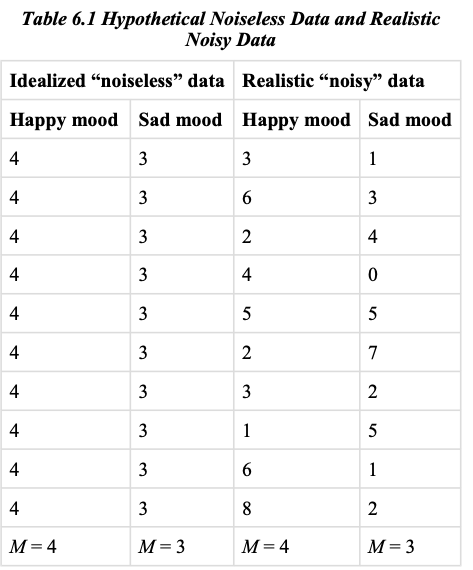 Table 6.1 Hypothetical Noiseless Data and Realistic
Noisy Data
Idealized “noiseless” data Realistic “noisy” data
Happy mood Sad mood Happy mood Sad mood
4 3 3 1
4 3 6 3
4 3 2 4
4 3 4 0
4 3 5 5
4 3 2 7
4 3 3 2
4 3 1 5
4 3 6 1
4 3 8 2
M = 4 M = 3 M = 4 M = 3